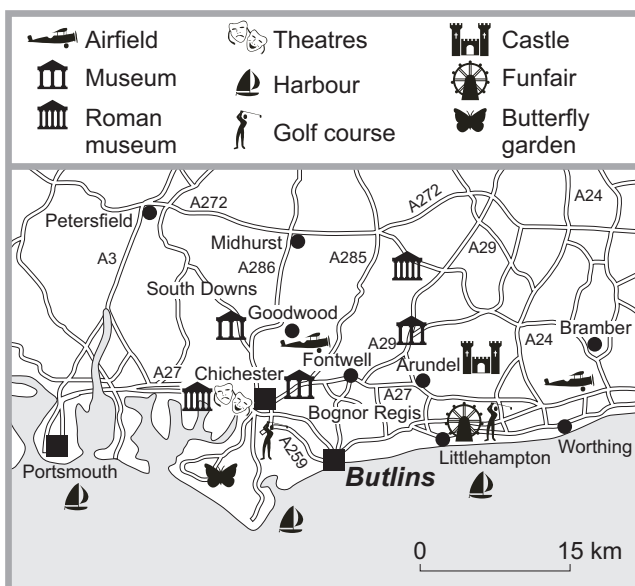 Airfield
Theatres
Castle
Museum
Harbour
Funfair
Roman
museum
Golf course
Butterfly
garden
A272
A272
A24
Petersfield
Midhurst
A29
A3
A286
A285
South Downs
Goodwood
Bramber
A29
A24
Fontwell
Arundel
A27
Chichester
A27
Bognor Regis
A259
Portsmouth
Butlins
Littlehampton
Worthing
0
15 km